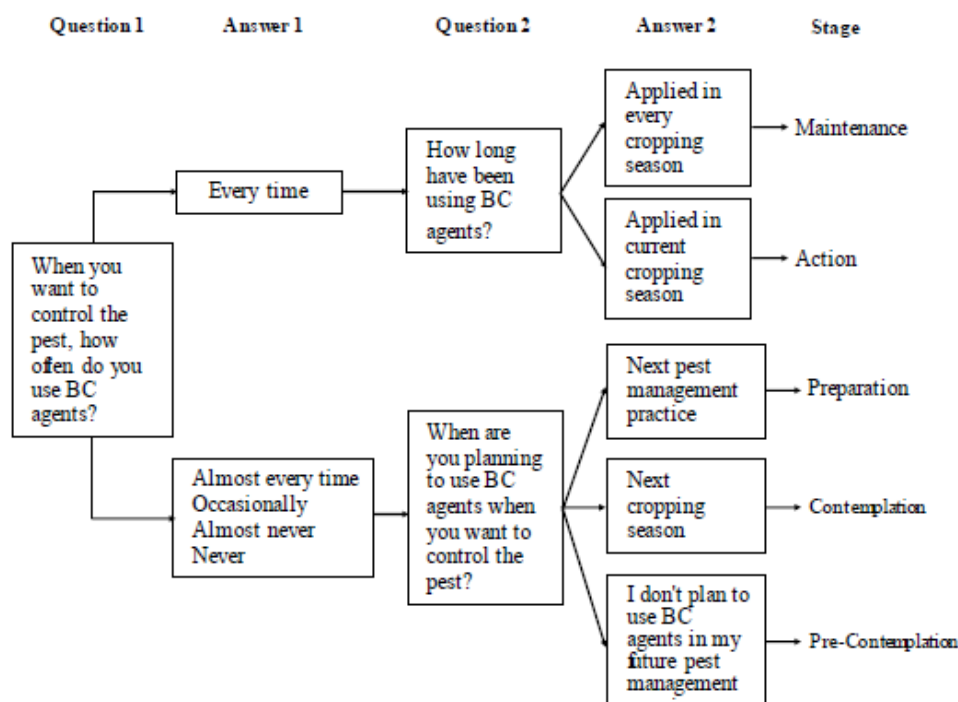 Question 1
Answer 1
Question 2
Answer 2
Stage
When you
want to
control the
pest, how
often do you
use BC
agents?
Every time
How long
have been
using BC
agents?
Applied in
every
cropping
season
Maintenance
Applied in
current
cropping
season
Action
Almost every time
Occasionally
Almost never
Never
When are
you planning
to use BC
agents when
you want to
control the
pest?
Next pest
management
practice
Preparation
Next
cropping
season
Contemplation
I don't plan to
use BC
agents in my
future pest
management
Pre-Contemplation